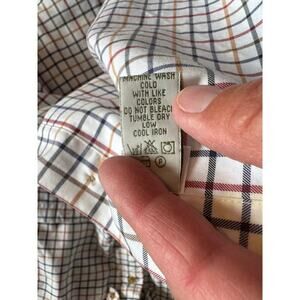 MACHINE WASH
COLD
WITH LIKE
COLORS
DO NOT BLEACH
TUMBLE DRY
LOW
COOL IRON